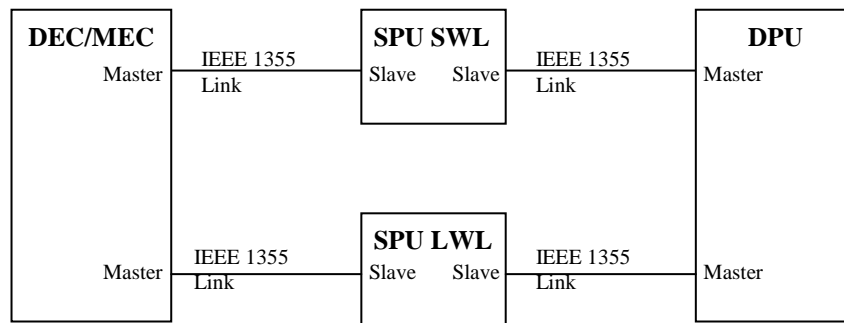 DEC/MEC
SPU SWL
DPU
IEEE 1355
Link
IEEE 1355
Link
Master
Slave
Slave
Master
SPU LWL
IEEE 1355
Link
IEEE 1355
Link
Master
Slave
Slave
Master